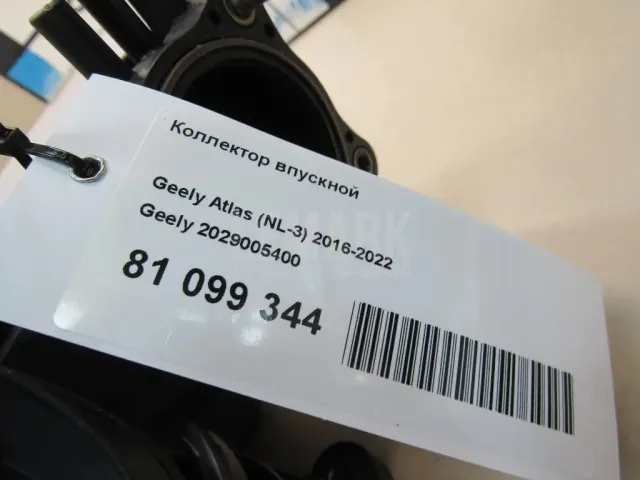 Коллектор впускной
Geely Atlas (NL-3) 2016-2022
Geely 2029005400
81 099 344